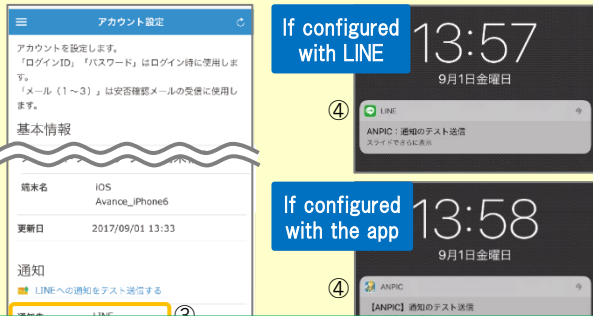 アカウント設定
アカウントを設定します。
「ログインID」「パスワード」はログイン時に使用しま
す。
「メール（1～3）」は安否確認メールの受信に使用し
ます。
基本情報
端末名
iOS
Avance_iPhone6
更新日
2017/09/01 13:33
通知
LINEへの通知をテスト送信する
通知先
LINE
③
If configured
with LINE
13:57
9月1日金曜日
④
LINE
今
ANPIC：通知のテスト送信
スライドでさらに表示
If configured
with the app
13:58
9月1日金曜日
④
ANPIC
今
【ANPIC】通知のテスト送信